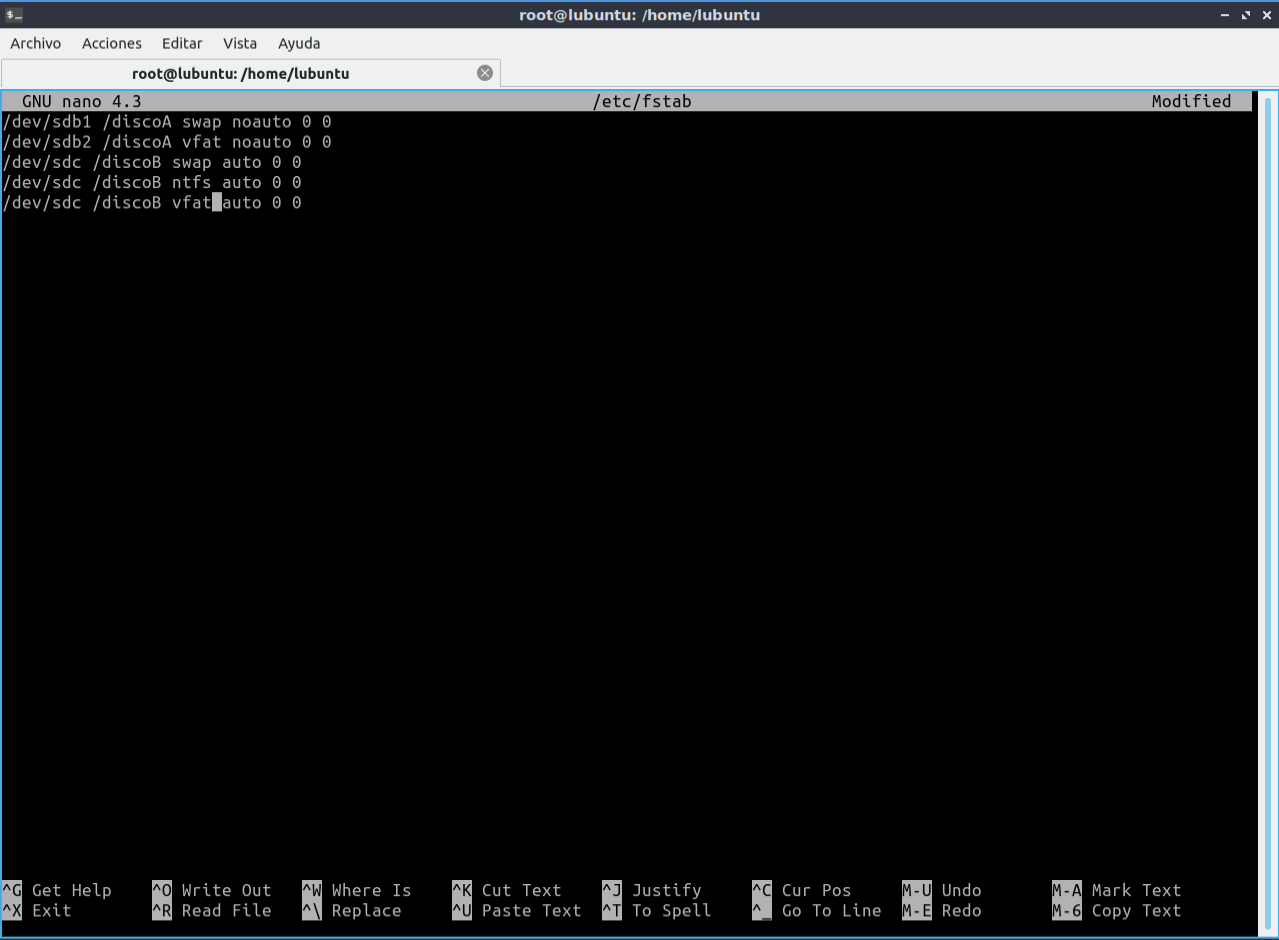 root@lubuntu: /home/lubuntu
Archivo Acciones Editar Vista Ayuda
root@lubuntu: /home/lubuntu
GNU nano 4.3 /etc/fstab Modified
/dev/sdb1 /discoA swap noauto 0 0
/dev/sdb2 /discoA vfat noauto 0 0
/dev/sdc /discoB swap auto 0 0
/dev/sdc /discoB ntfs auto 0 0
/dev/sdc /discoB vfat auto 0 0
^G Get Help ^O Write Out ^W Where Is ^K Cut Text ^J Justify ^C Cur Pos M-U Undo M-A Mark Text
^X Exit ^R Read File ^\ Replace ^U Paste Text ^T To Spell ^_ Go To Line M-E Redo M-6 Copy Text